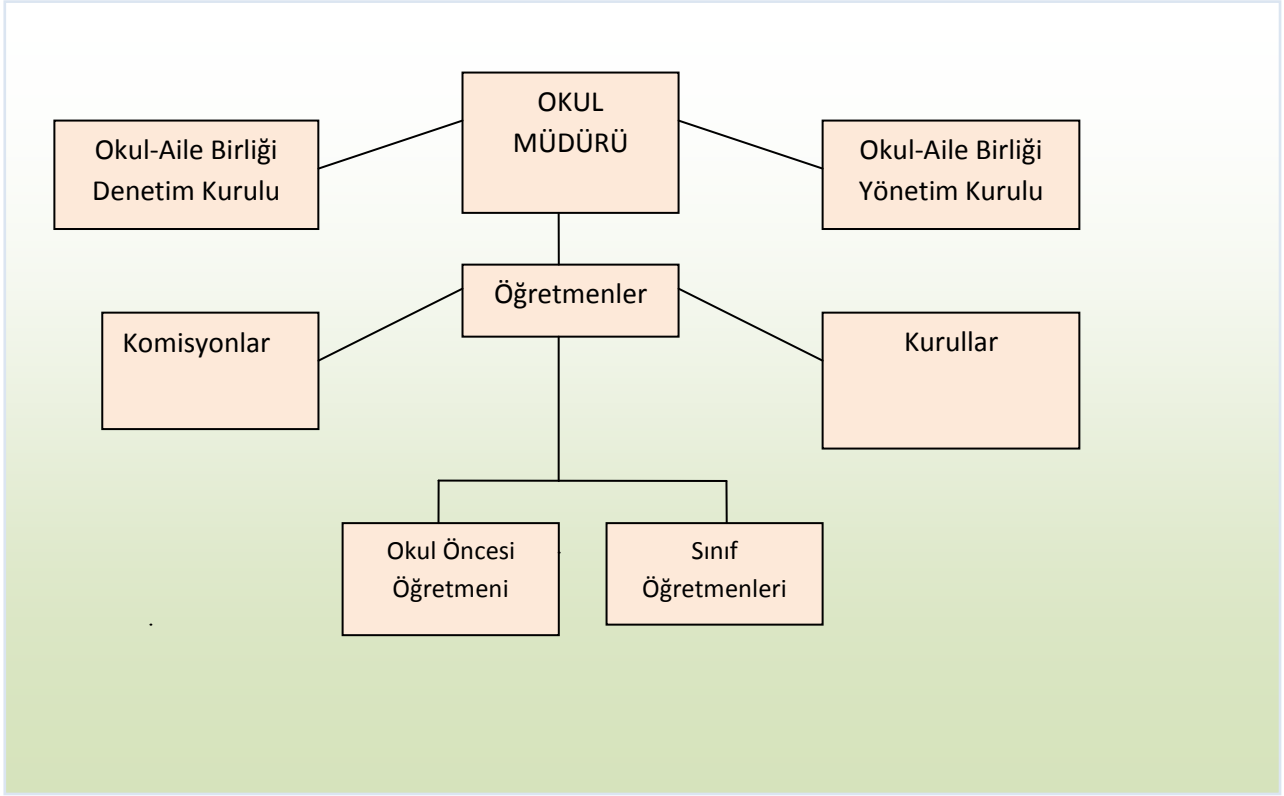 OKUL
MÜDÜRÜ
Okul-Aile Birliği
Denetim Kurulu
Okul-Aile Birliği
Yönetim Kurulu
Öğretmenler
Komisyonlar
Kurullar
Okul Öncesi
Öğretmeni
Sınıf
Öğretmenleri